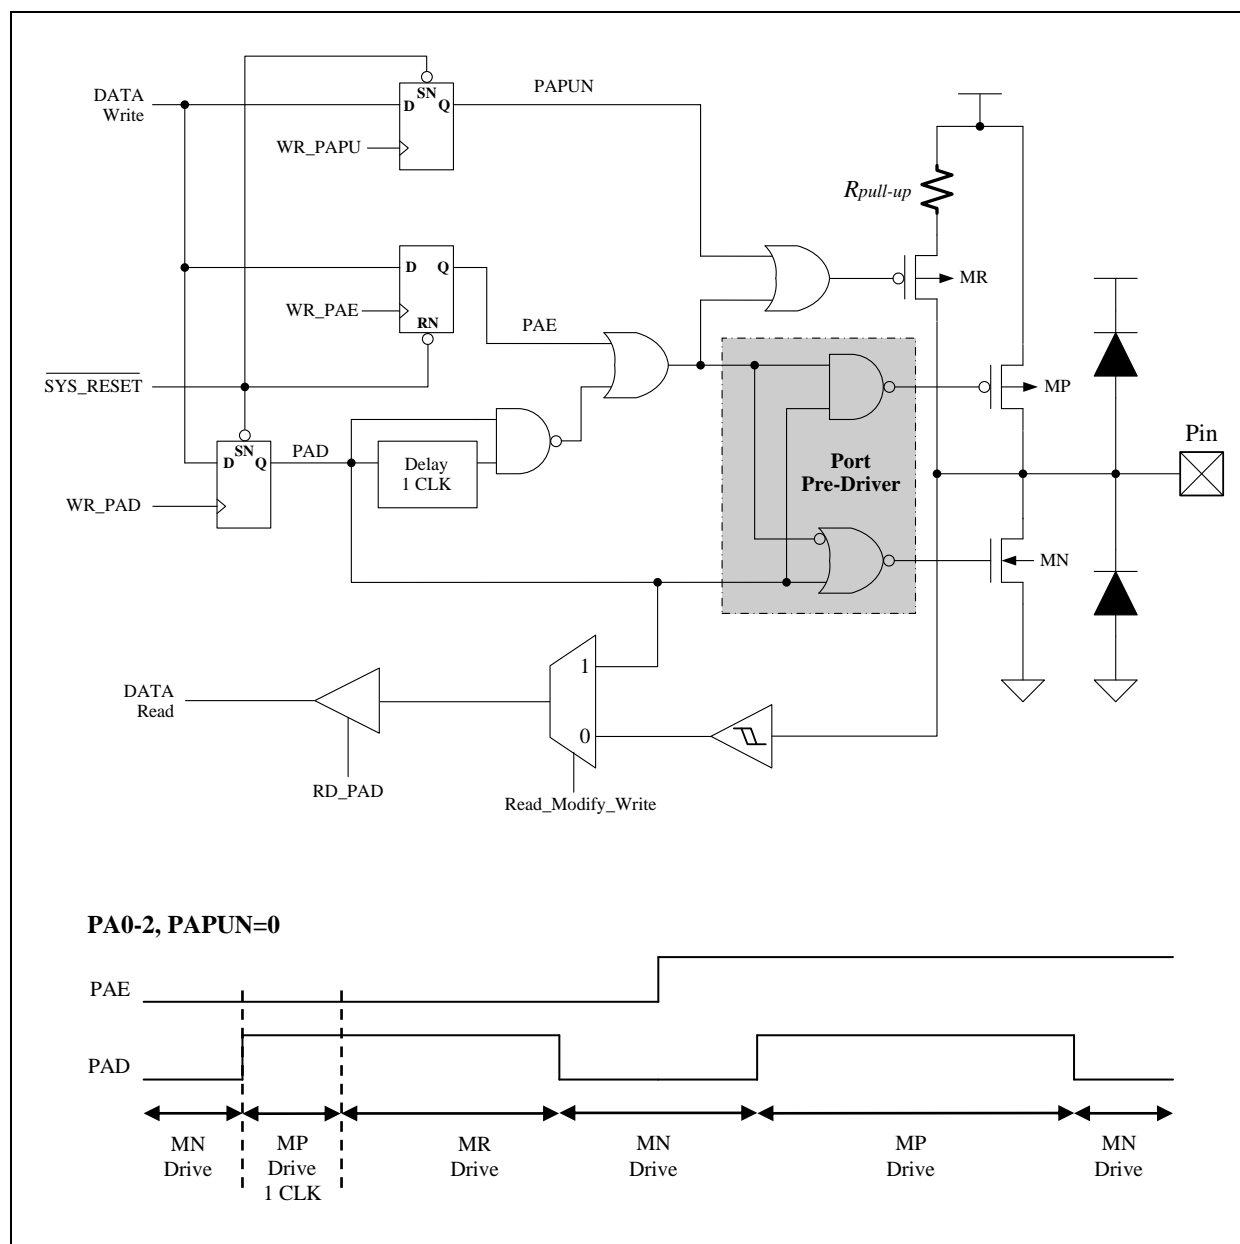 DATA
Write
SN
D
Q
PAPUN
WR_PAPU
Rpull-up
D
Q
WR_PAE
RN
PAE
MR
SYS_RESET
MP
SN
D
Q
PAD
Delay
1 CLK
WR_PAD
Port
Pre-Driver
Pin
MN
1
0
DATA
Read
RD_PAD
Read_Modify_Write
PA0-2, PAPUN=0
PAE
PAD
MN
Drive
MP
Drive
1 CLK
MR
Drive
MN
Drive
MP
Drive
MN
Drive